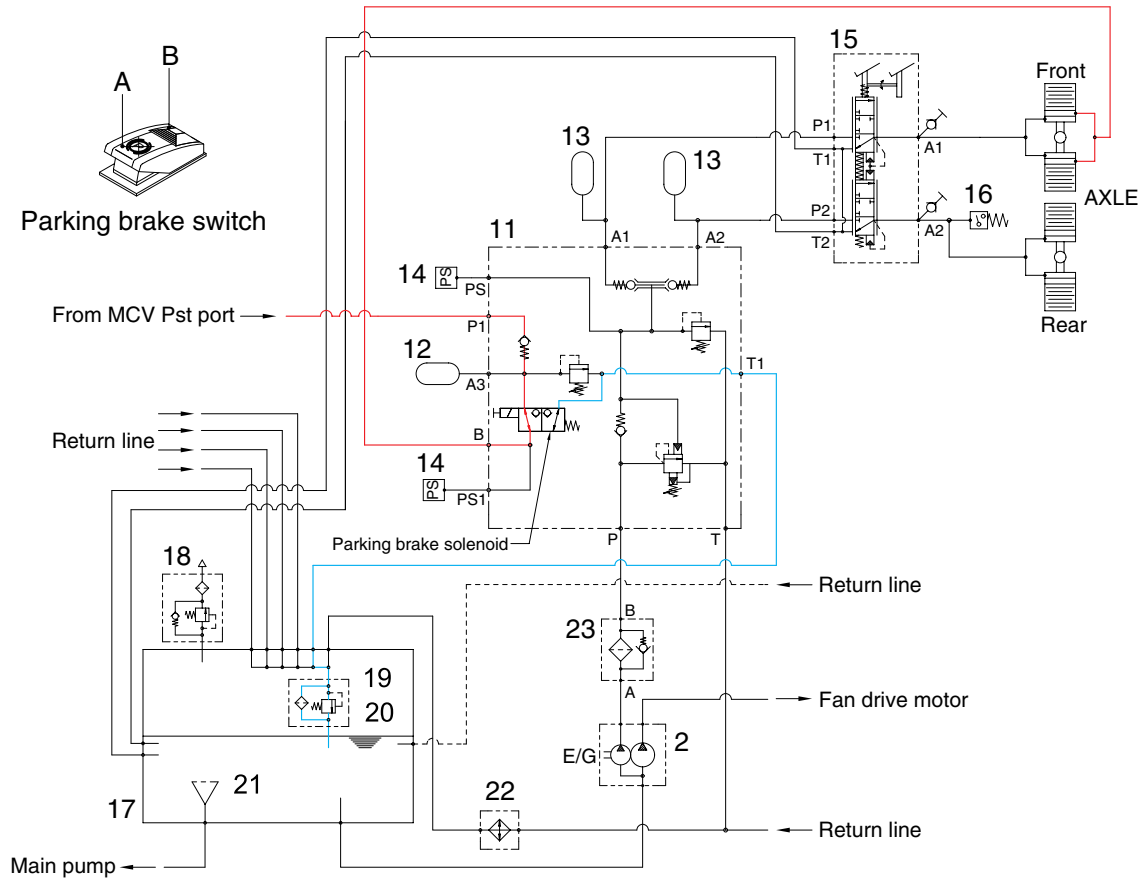 A
B
Parking brake switch
15
Front
P1
T1
A1
AXLE
13
13
16
P2
T2
A2
Rear
11
A1
A2
14
PS
PS
From MCV Pst port
P1
12
A3
T1
Return line
B
14
PS
PS1
Parking brake solenoid
P
T
18
Return line
B
23
19
20
A
Fan drive motor
2
E/G
21
17
22
Return line
Main pump